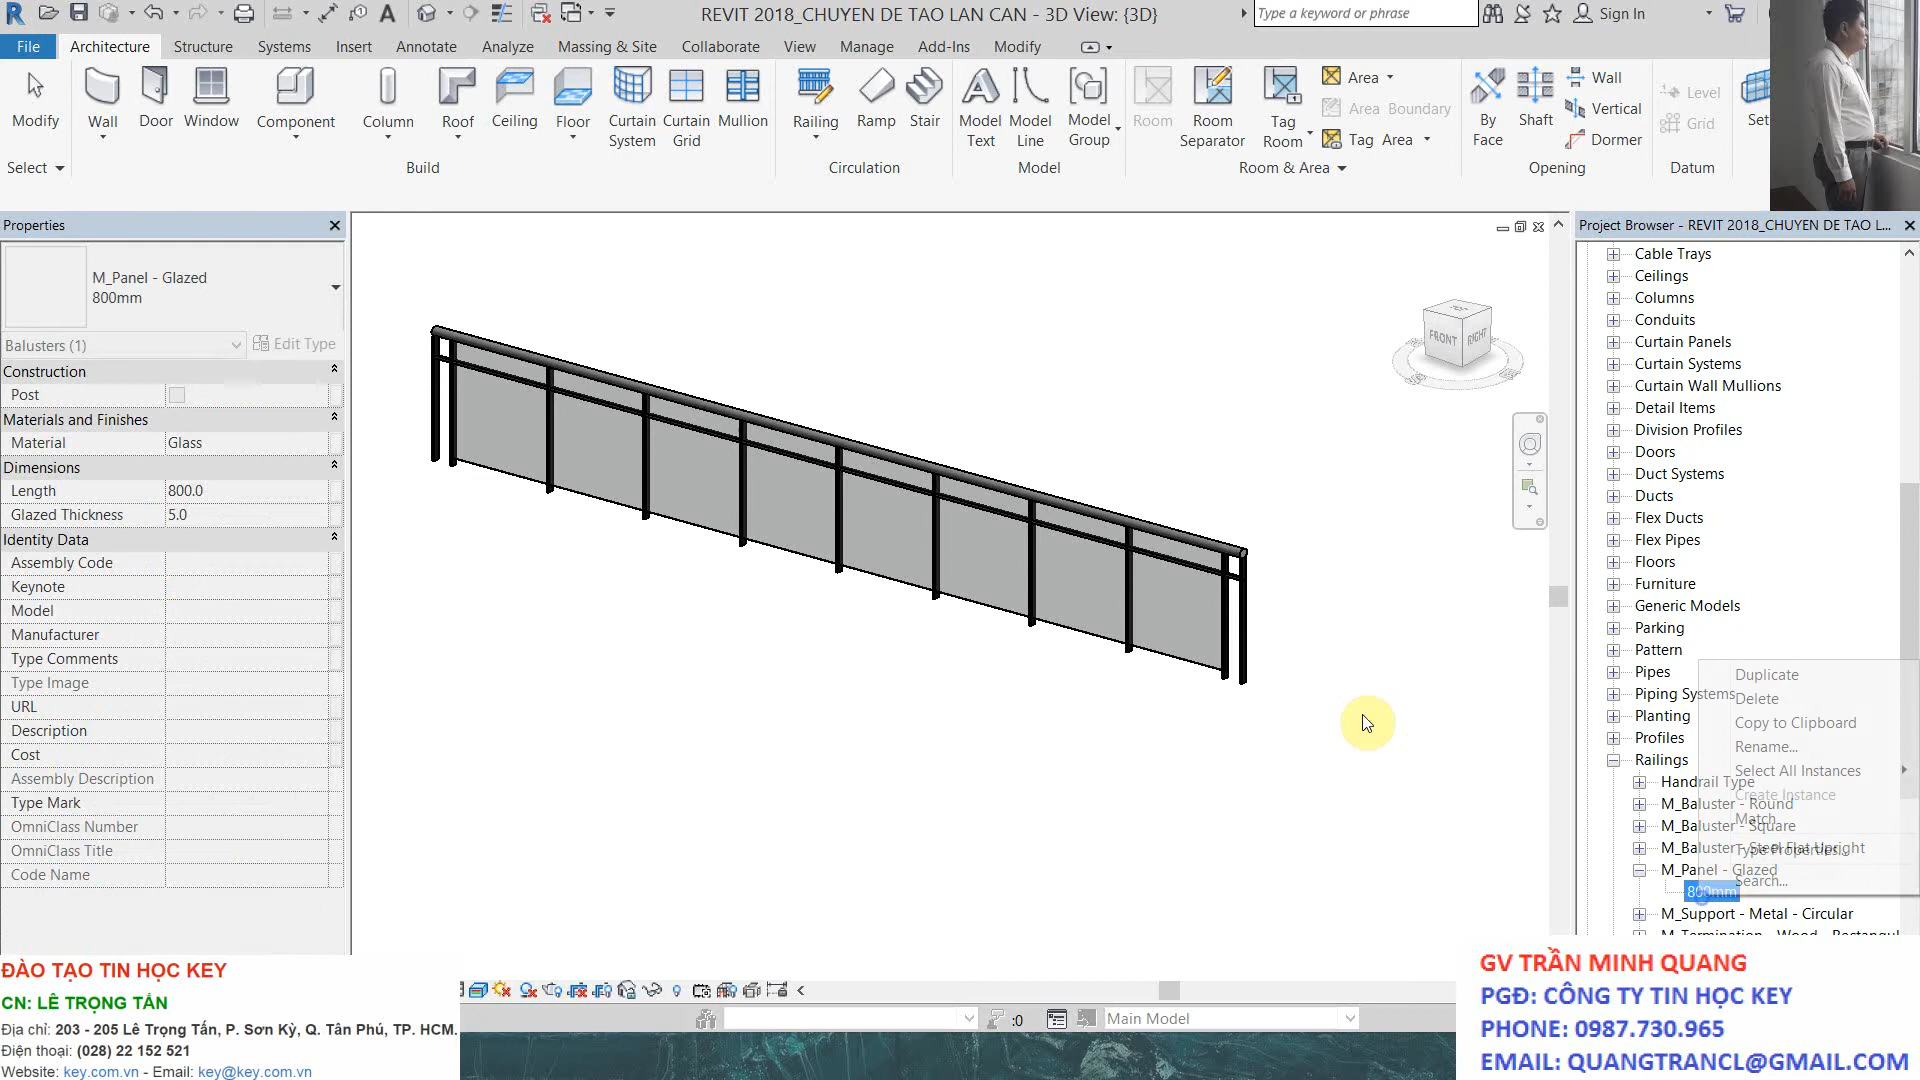 REVIT 2018_CHUYEN DE TAO LAN CAN - 3D View: {3D}
Type a keyword or phrase
Sign In
File
Architecture
Structure
Systems
Insert
Annotate
Analyze
Massing & Site
Collaborate
View
Manage
Add-Ins
Modify
Modify
Wall
Door
Window
Component
Column
Roof
Ceiling
Floor
Curtain System
Curtain Grid
Mullion
Railing
Ramp
Stair
Model Text
Model Line
Model Group
Room
Room Separator
Tag Room
Area
Area Boundary
Tag Area
By Face
Shaft
Wall
Vertical
Dormer
Level
Grid
Set
Select
Build
Circulation
Model
Room & Area
Opening
Datum
Properties
M_Panel - Glazed
800mm
Balusters (1)
Edit Type
Construction
Post
Materials and Finishes
Material Glass
Dimensions
Length 800.0
Glazed Thickness 5.0
Identity Data
Assembly Code
Keynote
Model
Manufacturer
Type Comments
Type Image
URL
Description
Cost
Assembly Description
Type Mark
OmniClass Number
OmniClass Title
Code Name
FRONT
RIGHT
Project Browser - REVIT 2018_CHUYEN DE TAO L...
Cable Trays
Ceilings
Columns
Conduits
Curtain Panels
Curtain Systems
Curtain Wall Mullions
Detail Items
Division Profiles
Doors
Duct Systems
Ducts
Flex Ducts
Flex Pipes
Floors
Furniture
Generic Models
Parking
Pattern
Pipes
Piping Systems
Planting
Profiles
Railings
Handrail Type
M_Baluster - Round
M_Baluster - Square
M_Baluster - Steel Flat Upright
M_Panel - Glazed
800mm
M_Support - Metal - Circular
M_Termination - Wood - Rectangul
Duplicate
Delete
Copy to Clipboard
Rename...
Select All Instances
Create Instance
Match
Type Properties...
Search...
:0
Main Model
ĐÀO TẠO TIN HỌC KEY
CN: LÊ TRỌNG TẤN
Địa chỉ: 203 - 205 Lê Trọng Tấn, P. Sơn Kỳ, Q. Tân Phú, TP. HCM.
Điện thoại: (028) 22 152 521
Website: key.com.vn - Email: key@key.com.vn
GV TRẦN MINH QUANG
PGĐ: CÔNG TY TIN HỌC KEY
PHONE: 0987.730.965
EMAIL: QUANGTRANCL@GMAIL.COM